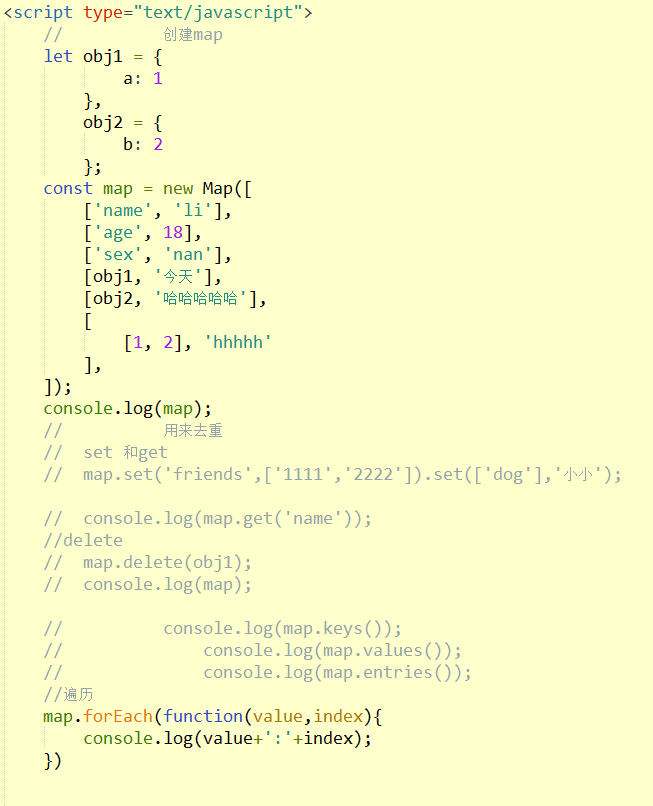 <script type="text/javascript">
//          创建map
let obj1 = {
        a: 1
    },
    obj2 = {
        b: 2
    };
const map = new Map([
    ['name', 'li'],
    ['age', 18],
    ['sex', 'nan'],
    [obj1, '今天'],
    [obj2, '哈哈哈哈哈'],
    [
        [1, 2], 'hhhhh'
    ],
]);
console.log(map);
//          用来去重
//  set 和get
//  map.set('friends',['1111','2222']).set(['dog'],'小小');
//  console.log(map.get('name'));
//delete
//  map.delete(obj1);
//  console.log(map);
//          console.log(map.keys());
//              console.log(map.values());
//              console.log(map.entries());
//遍历
map.forEach(function(value,index){
    console.log(value+':'+index);
})